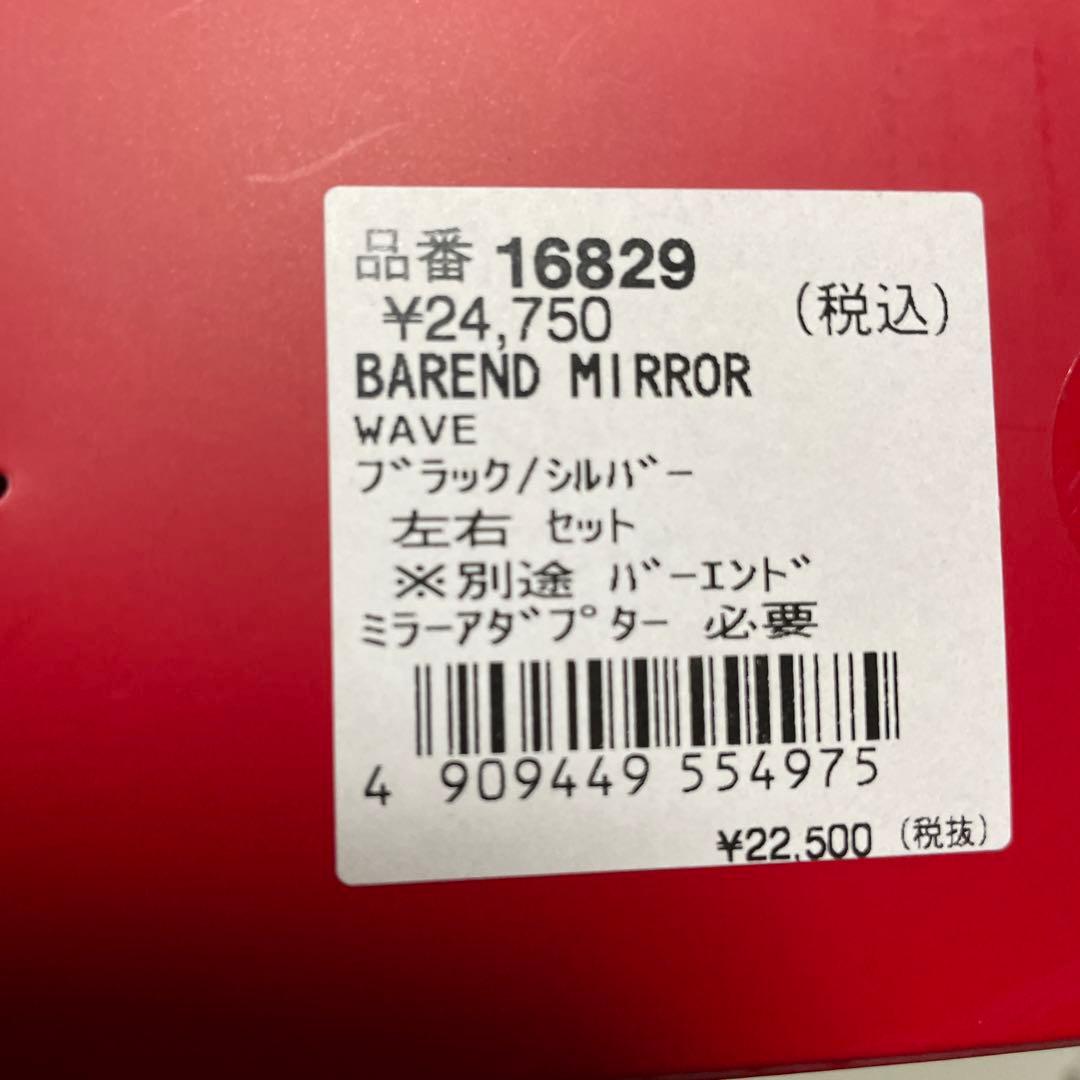 品番 16829
¥24,750 (税込)
BAREND MIRROR
WAVE
ブラック/シルバー
左右 セット
※別途 バーエンド
ミラーアダプター 必要
4 909449 554975
¥22,500 (税抜)